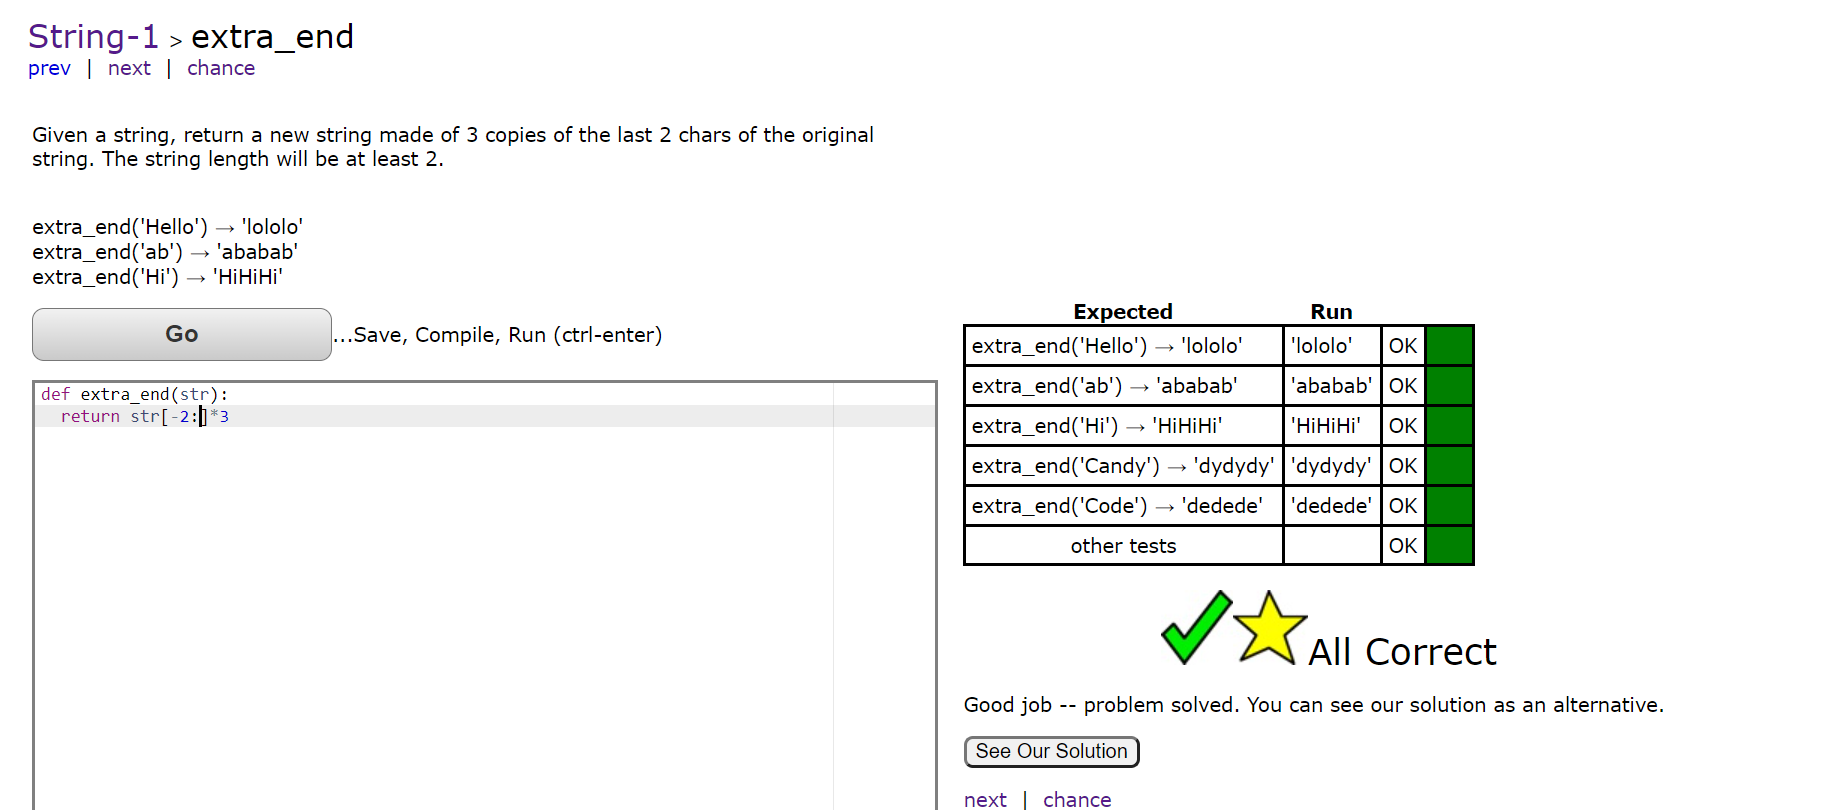 String-1 > extra_end
prev | next | chance
Given a string, return a new string made of 3 copies of the last 2 chars of the original
string. The string length will be at least 2.
extra_end('Hello') → 'lololo'
extra_end('ab') → 'ababab'
extra_end('Hi') → 'HiHiHi'
Go ...Save, Compile, Run (ctrl-enter)
def extra_end(str):
  return str[-2:]*3
Expected Run
extra_end('Hello') → 'lololo' 'lololo' OK
extra_end('ab') → 'ababab' 'ababab' OK
extra_end('Hi') → 'HiHiHi' 'HiHiHi' OK
extra_end('Candy') → 'dydydy' 'dydydy' OK
extra_end('Code') → 'dedede' 'dedede' OK
other tests OK
All Correct
Good job -- problem solved. You can see our solution as an alternative.
See Our Solution
next | chance